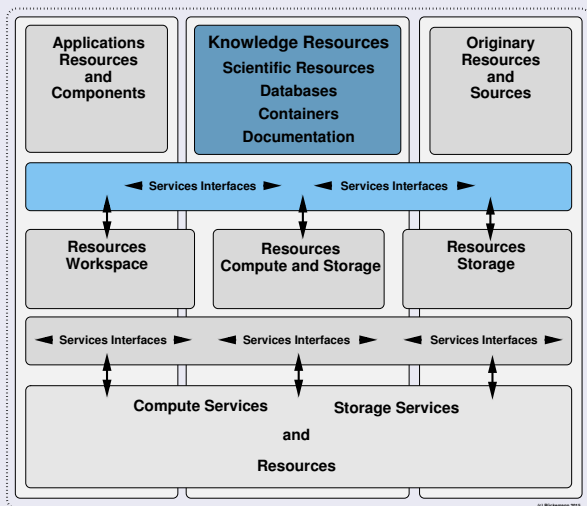 Applications
Resources
and
Components
Knowledge Resources
Scientific Resources
Databases
Containers
Documentation
Originary
Resources
and
Sources
Services Interfaces
Services Interfaces
Resources
Workspace
Resources
Compute and Storage
Resources
Storage
Services Interfaces
Services Interfaces
Services Interfaces
Compute Services
Storage Services
and
Resources